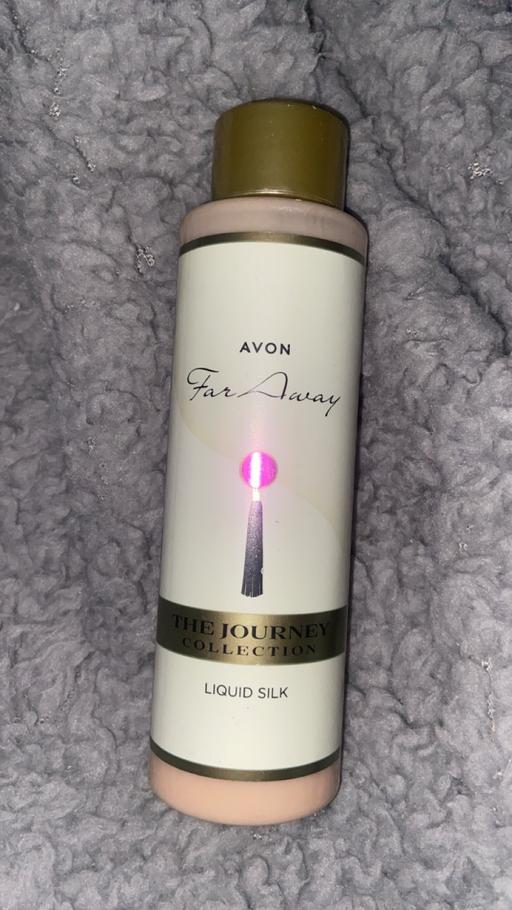 AVON
Far Away
THE JOURNEY
COLLECTION
LIQUID SILK